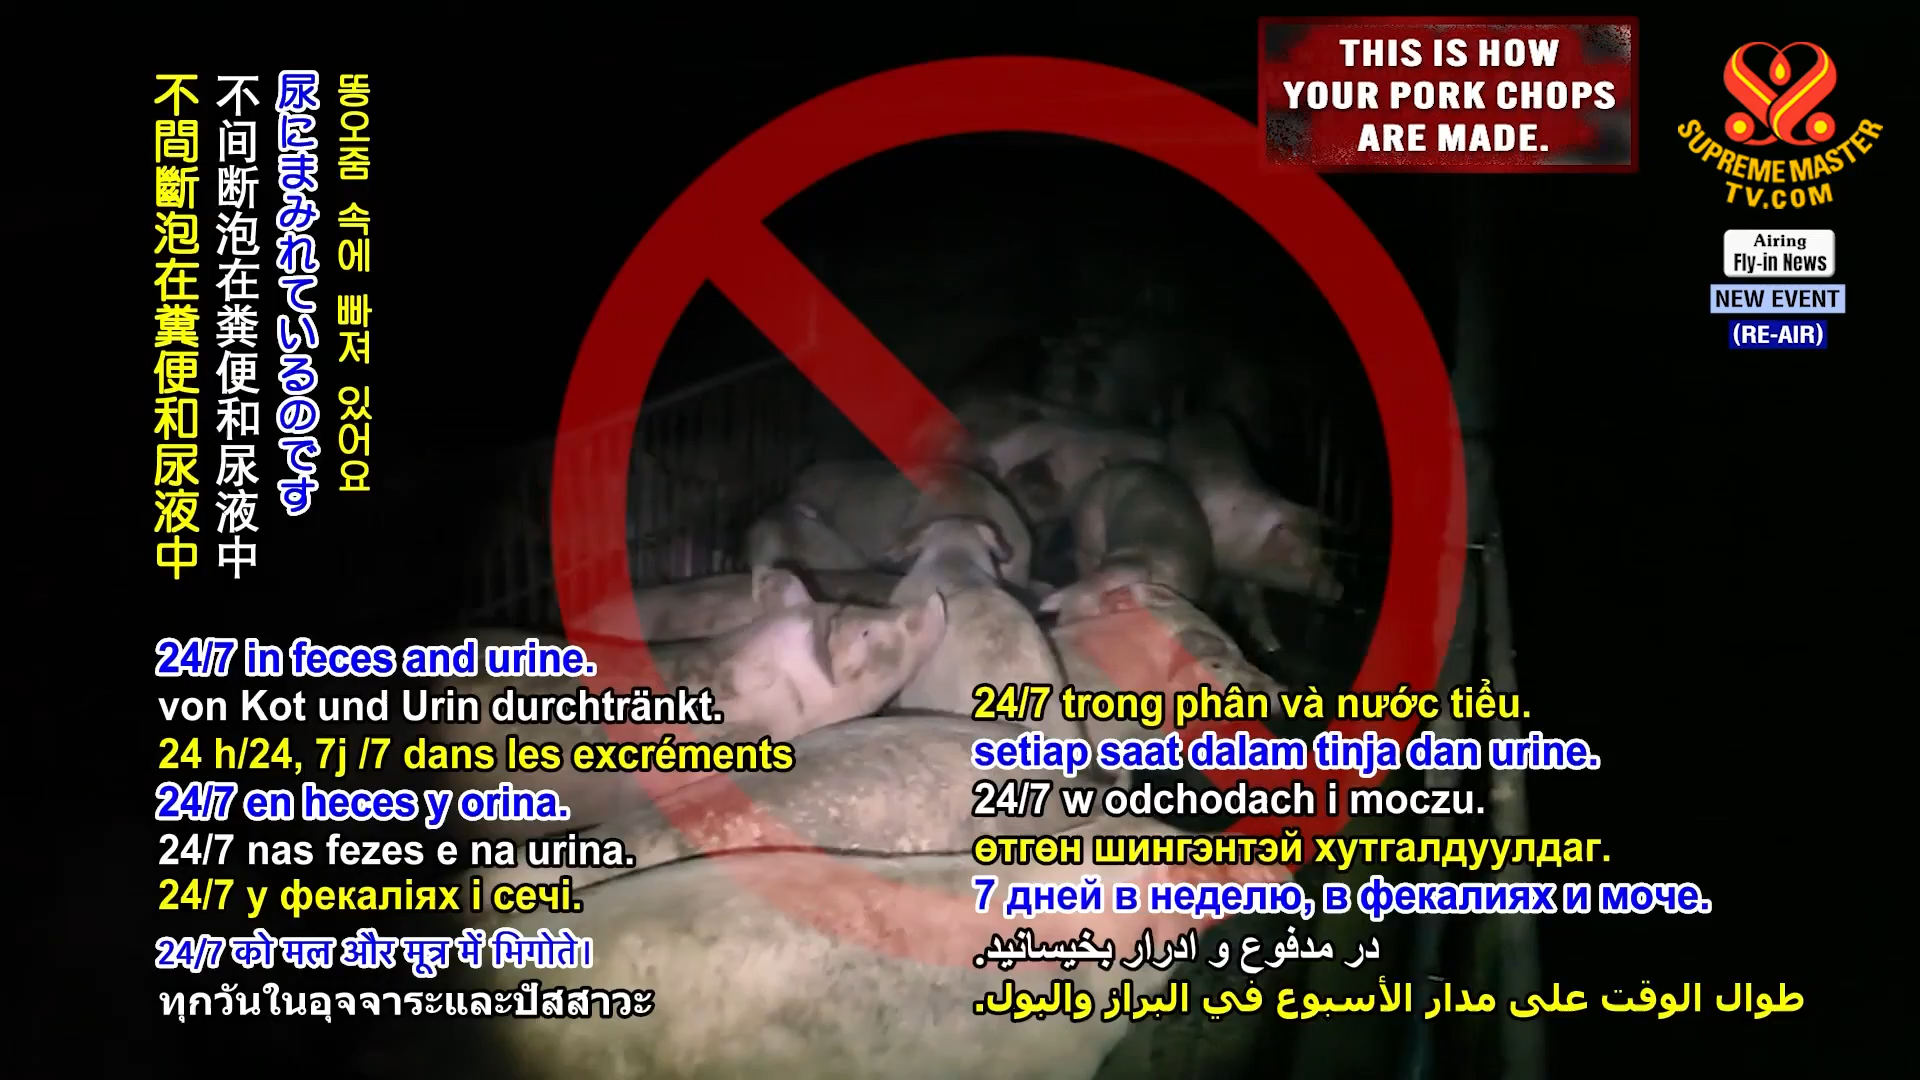 THIS IS HOW
YOUR PORK CHOPS
ARE MADE.
SUPREME MASTER
TV.COM
Airing
Fly-in News
NEW EVENT
(RE-AIR)
똥오줌 속에 빠져 있어요
尿にまみれているのです
不间断泡在粪便和尿液中
不間斷泡在糞便和尿液中
24/7 in feces and urine.
von Kot und Urin durchtränkt.
24 h/24, 7j /7 dans les excréments
24/7 en heces y orina.
24/7 nas fezes e na urina.
24/7 у фекаліях і сечі.
24/7 को मल और मूत्र में भिगोते।
ทุกวันในอุจจาระและปัสสาวะ
24/7 trong phân và nước tiểu.
setiap saat dalam tinja dan urine.
24/7 w odchodach i moczu.
өтгөн шингэнтэй хутгалдуулдаг.
7 дней в неделю, в фекалиях и моче.
در مدفوع و ادرار بخیسانید.
طوال الوقت على مدار الأسبوع في البراز والبول.